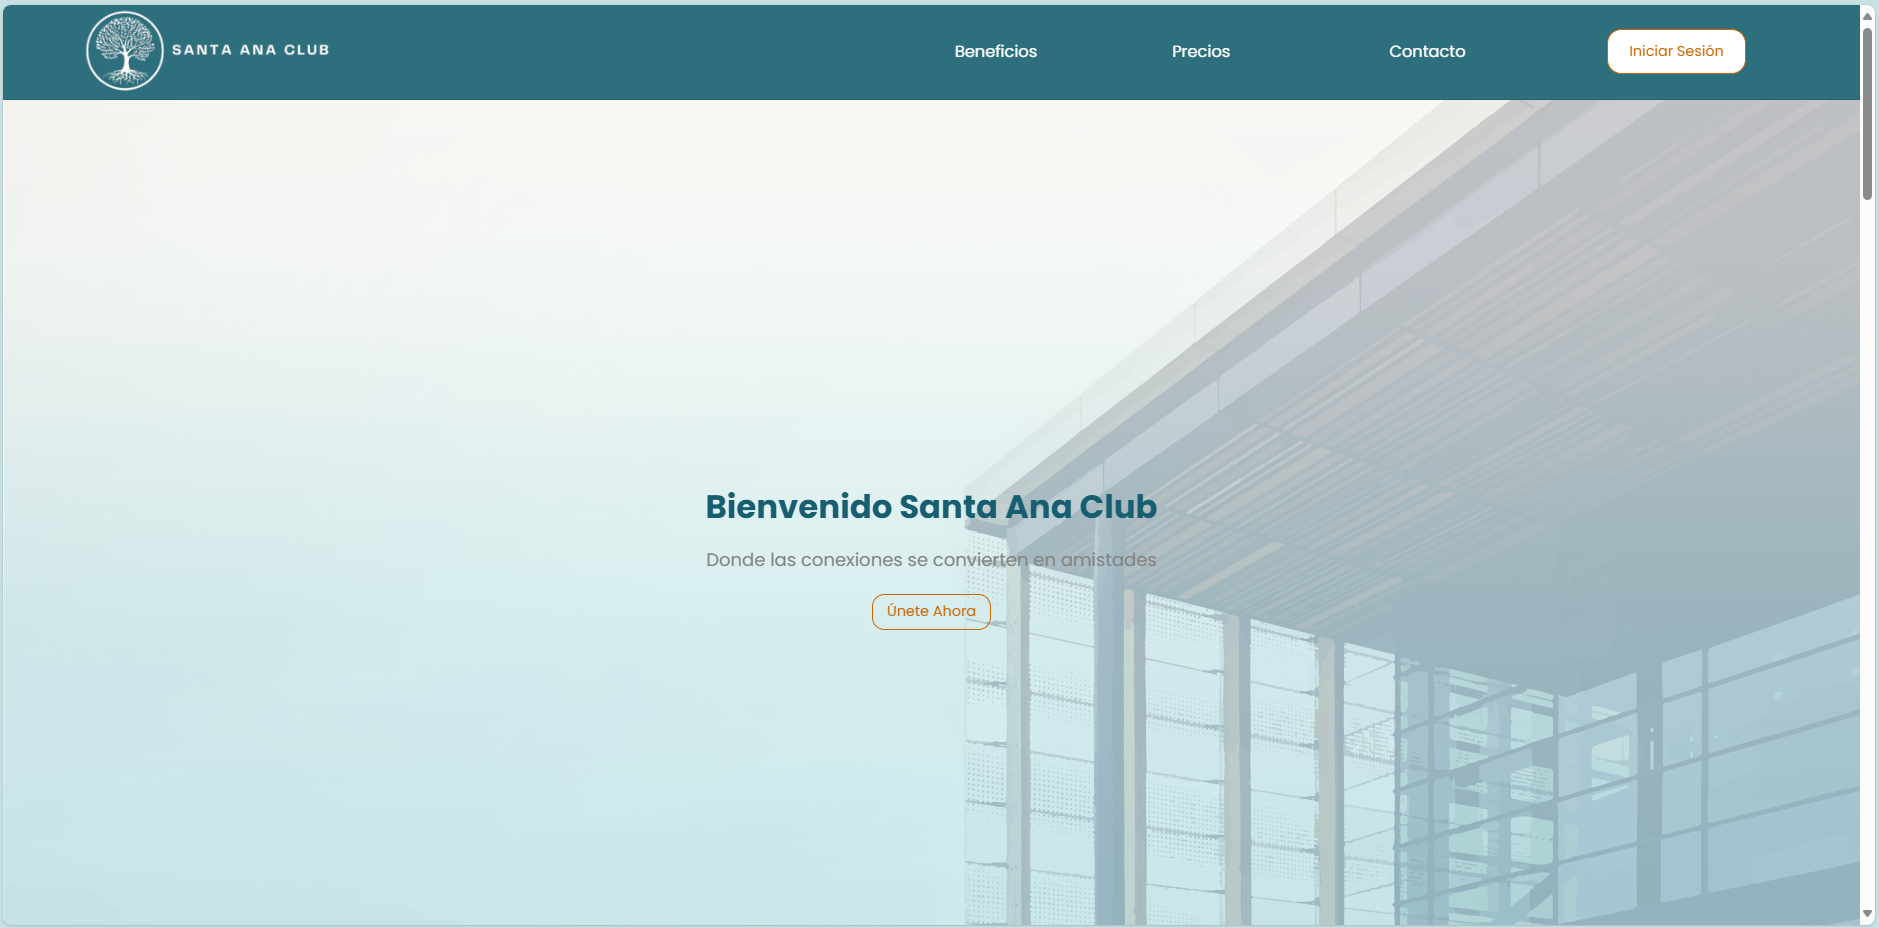 SANTA ANA CLUB
Beneficios
Precios
Contacto
Iniciar Sesión
Bienvenido Santa Ana Club
Donde las conexiones se convierten en amistades
Únete Ahora